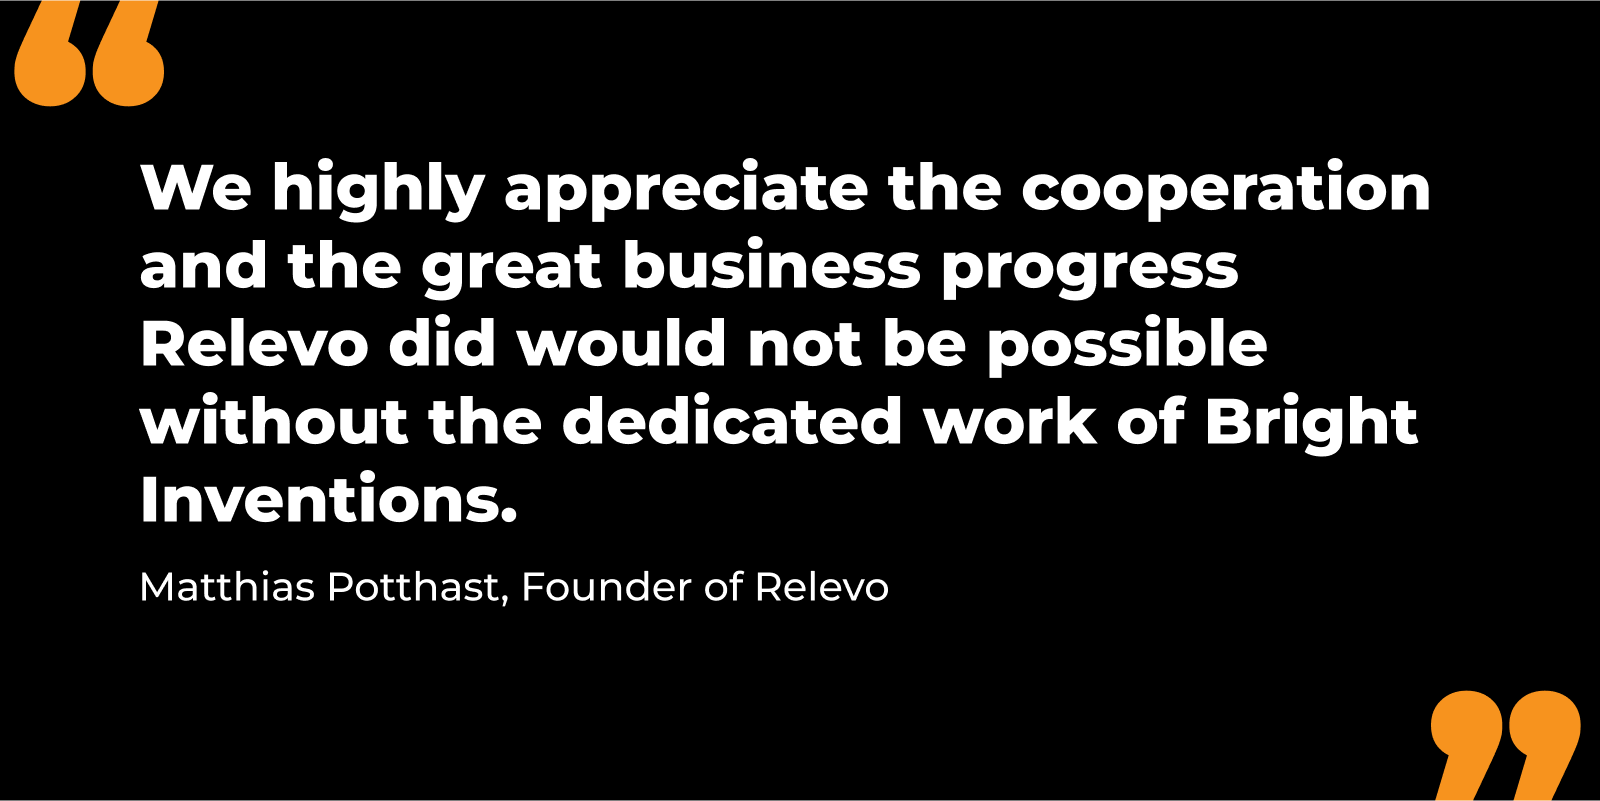 We highly appreciate the cooperation
and the great business progress
Relevo did would not be possible
without the dedicated work of Bright
Inventions.
Matthias Potthast, Founder of Relevo